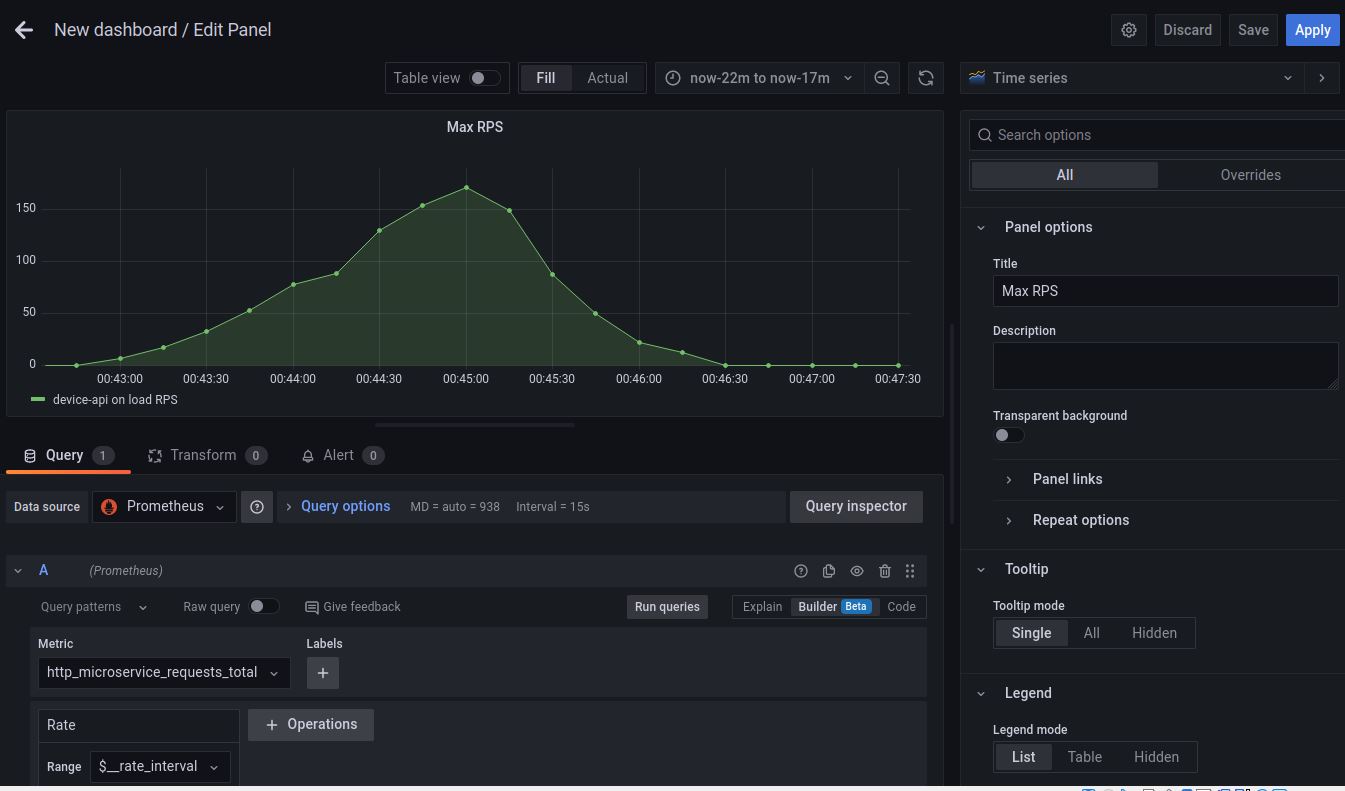 New dashboard / Edit Panel
Discard Save Apply
Table view Fill Actual now-22m to now-17m Time series
Max RPS
150
100
50
0
00:43:00 00:43:30 00:44:00 00:44:30 00:45:00 00:45:30 00:46:00 00:46:30 00:47:00 00:47:30
device-api on load RPS
Query 1 Transform 0 Alert 0
Data source Prometheus Query options MD = auto = 938 Interval = 15s Query inspector
A (Prometheus)
Query patterns Raw query Give feedback Run queries Explain Builder Beta Code
Metric Labels
http_microservice_requests_total +
Rate + Operations
Range $__rate_interval
Search options
All Overrides
Panel options
Title
Max RPS
Description
Transparent background
Panel links
Repeat options
Tooltip
Tooltip mode
Single All Hidden
Legend
Legend mode
List Table Hidden